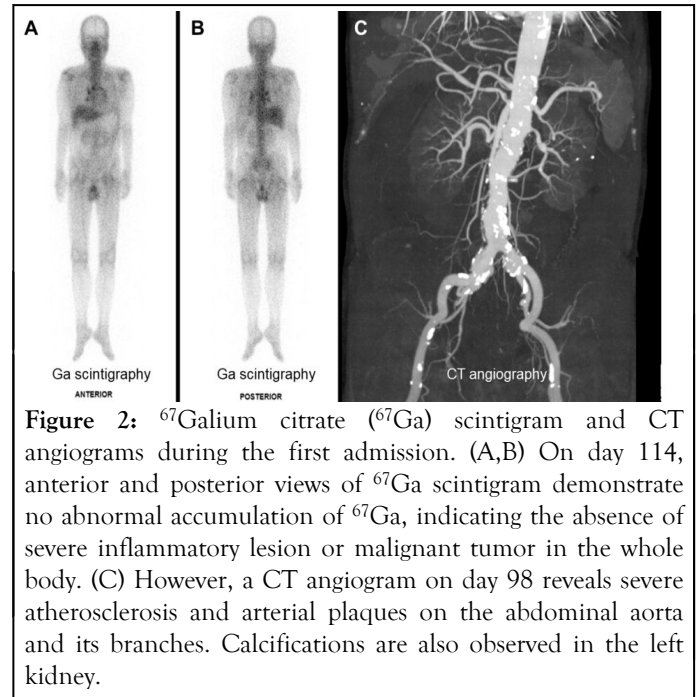 A
B
C
Ga scintigraphy
ANTERIOR
Ga scintigraphy
POSTERIOR
CT angiography
Figure 2: ⁶⁷Galium citrate (⁶⁷Ga) scintigram and CT
angiograms during the first admission. (A,B) On day 114,
anterior and posterior views of ⁶⁷Ga scintigram demonstrate
no abnormal accumulation of ⁶⁷Ga, indicating the absence of
severe inflammatory lesion or malignant tumor in the whole
body. (C) However, a CT angiogram on day 98 reveals severe
atherosclerosis and arterial plaques on the abdominal aorta
and its branches. Calcifications are also observed in the left
kidney.